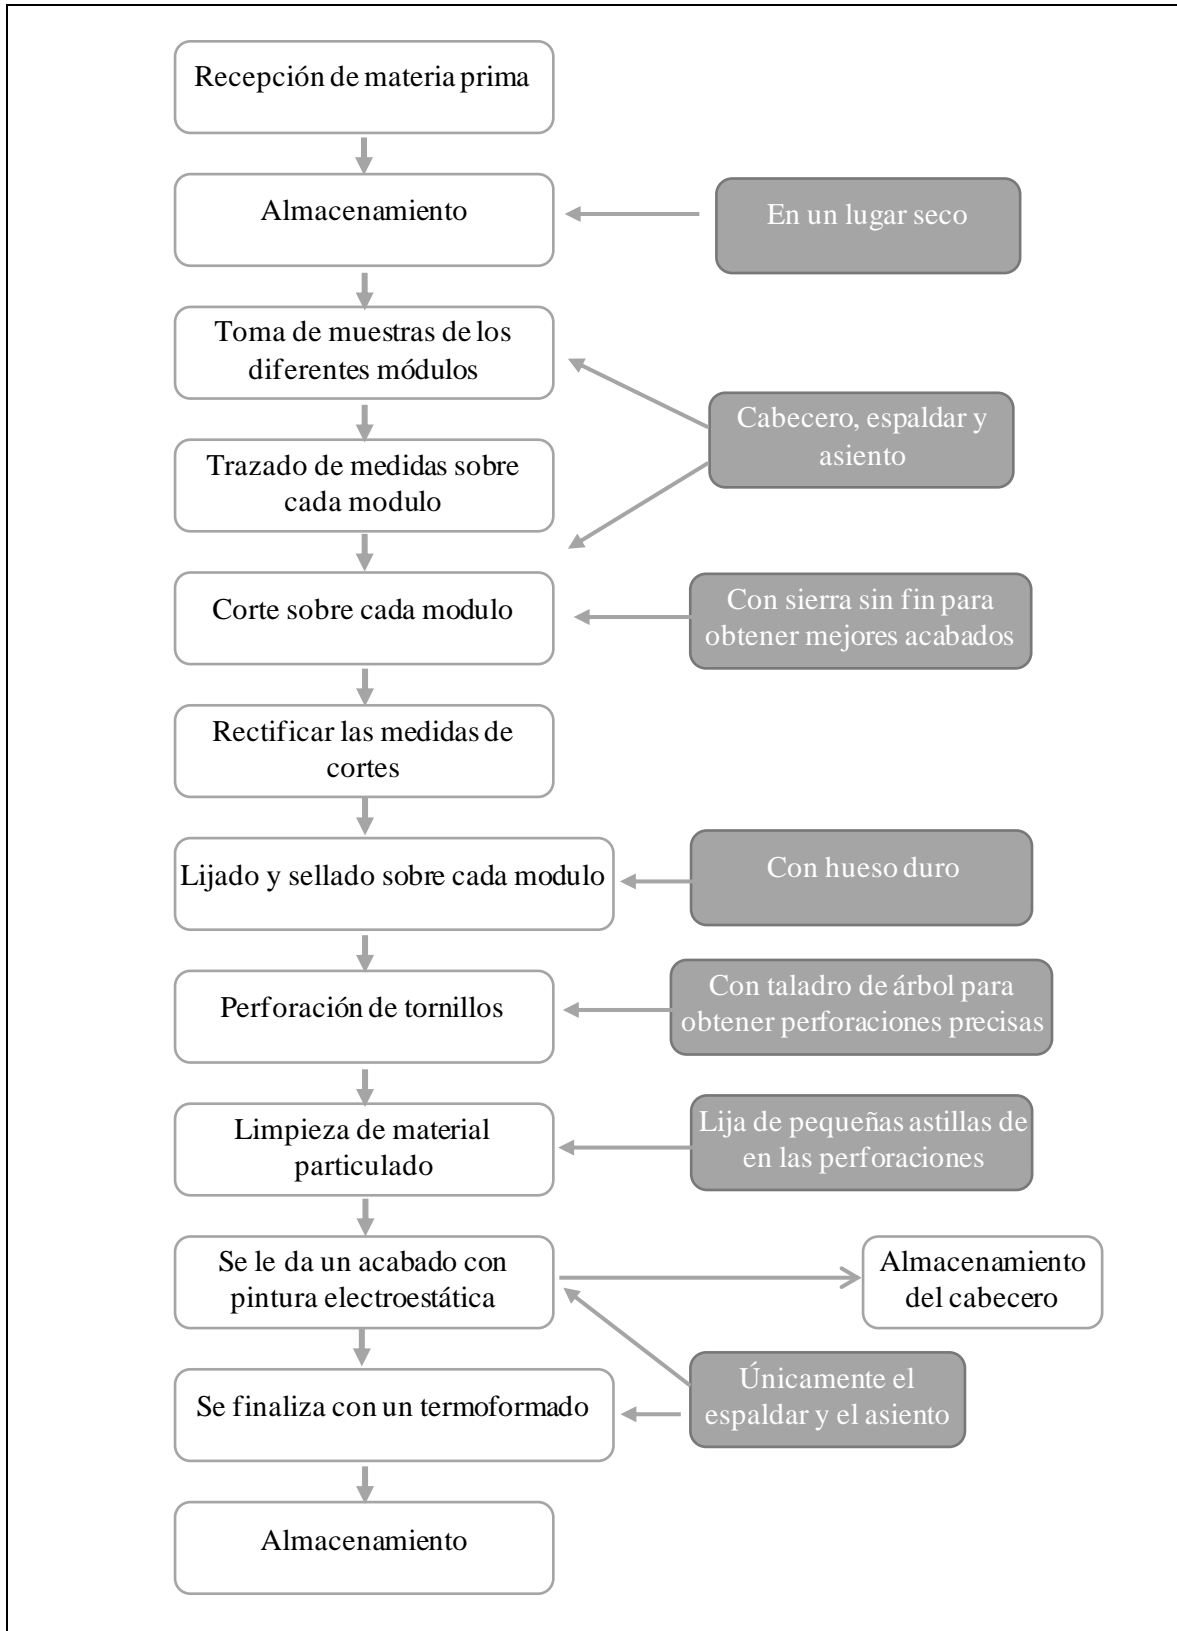 Recepción de materia prima
Almacenamiento
En un lugar seco
Toma de muestras de los
diferentes módulos
Cabecero, espaldar y
asiento
Trazado de medidas sobre
cada modulo
Corte sobre cada modulo
Con sierra sin fin para
obtener mejores acabados
Rectificar las medidas de
cortes
Lijado y sellado sobre cada modulo
Con hueso duro
Perforación de tornillos
Con taladro de árbol para
obtener perforaciones precisas
Limpieza de material
particulado
Lija de pequeñas astillas de
en las perforaciones
Se le da un acabado con
pintura electroestática
Almacenamiento
del cabecero
Únicamente el
espaldar y el asiento
Se finaliza con un termoformado
Almacenamiento